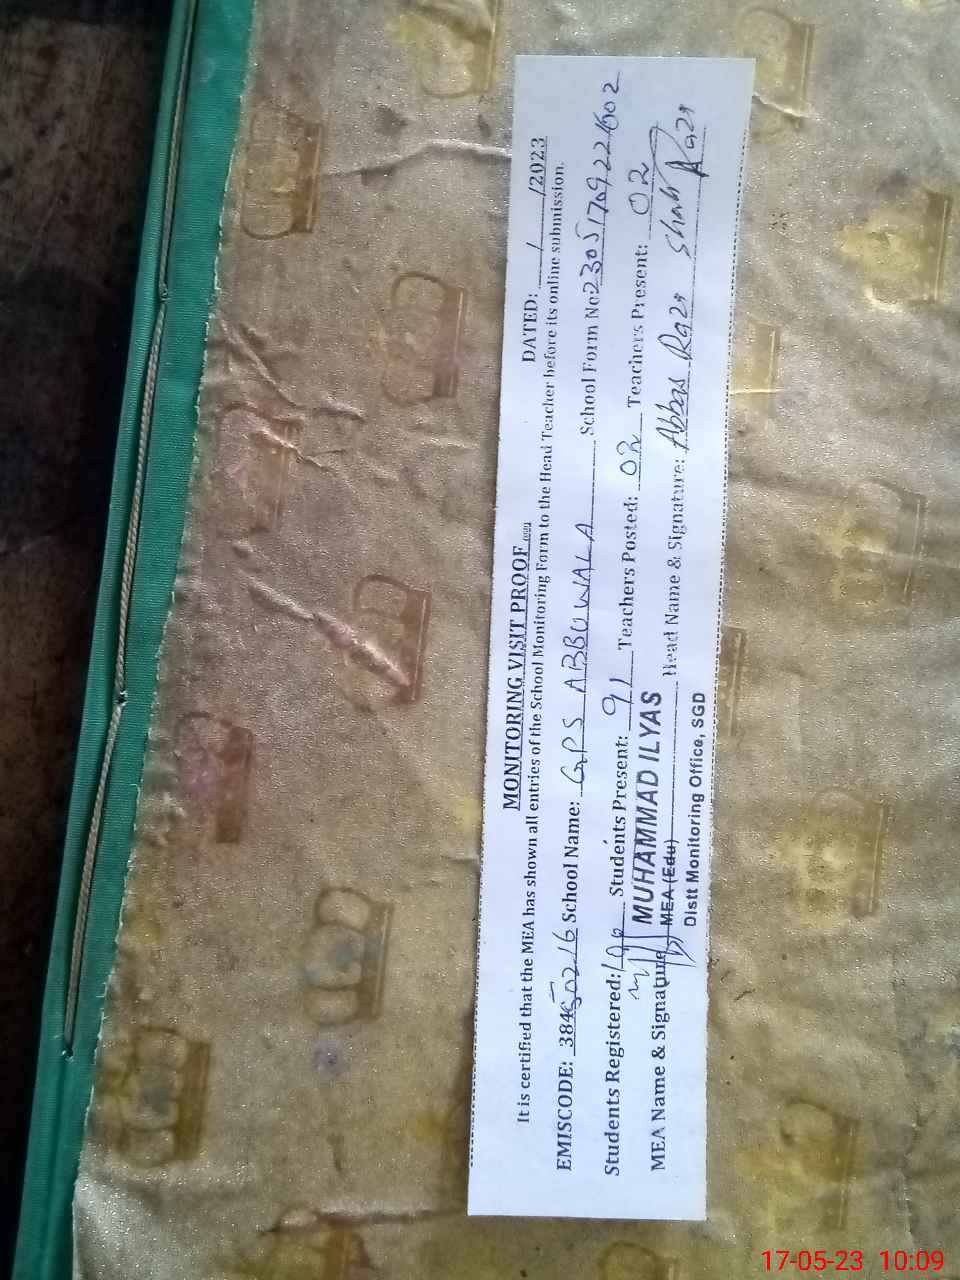 MONITORING VISIT PROOF
DATED: ___/___/2023
It is certified that the MEA has shown all entries of the School Monitoring Form to the Head Teacher before its online submission.
EMISCODE: 38450216 School Name: GPS ABBUWALA School Form No:
Students Registered: Students Present: 91 Teachers Posted: 02 Teachers Present: 02
MEA Name & Signature Head Name & Signature: Abbas Raza Shah
MUHAMMAD ILYAS
MEA (Edu)
Distt Monitoring Office, SGD
17-05-23 10:09